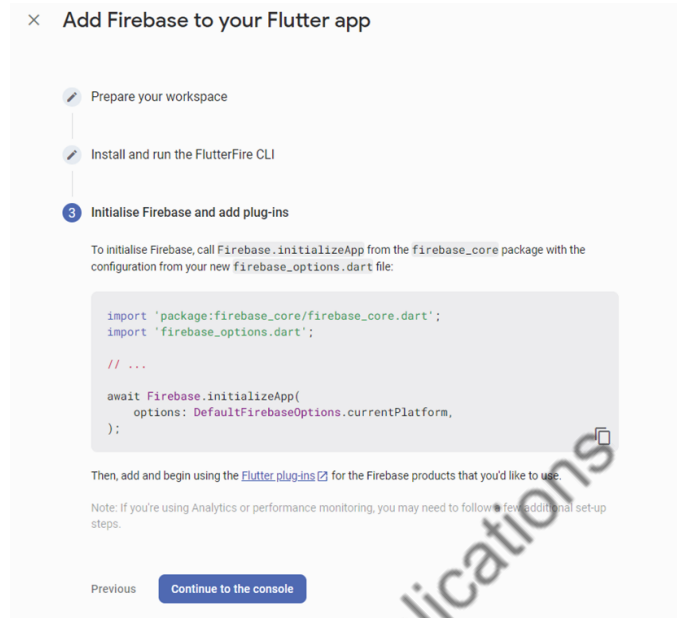 Add Firebase to your Flutter app
Prepare your workspace
Install and run the FlutterFire CLI
3 Initialise Firebase and add plug-ins
To initialise Firebase, call Firebase.initializeApp from the firebase_core package with the
configuration from your new firebase_options.dart file:
import 'package:firebase_core/firebase_core.dart';
import 'firebase_options.dart';
// ...
await Firebase.initializeApp(
    options: DefaultFirebaseOptions.currentPlatform,
);
Then, add and begin using the Flutter plug-ins for the Firebase products that you'd like to use.
Note: If you're using Analytics or performance monitoring, you may need to follow a few additional set-up
steps.
Previous Continue to the console
lications